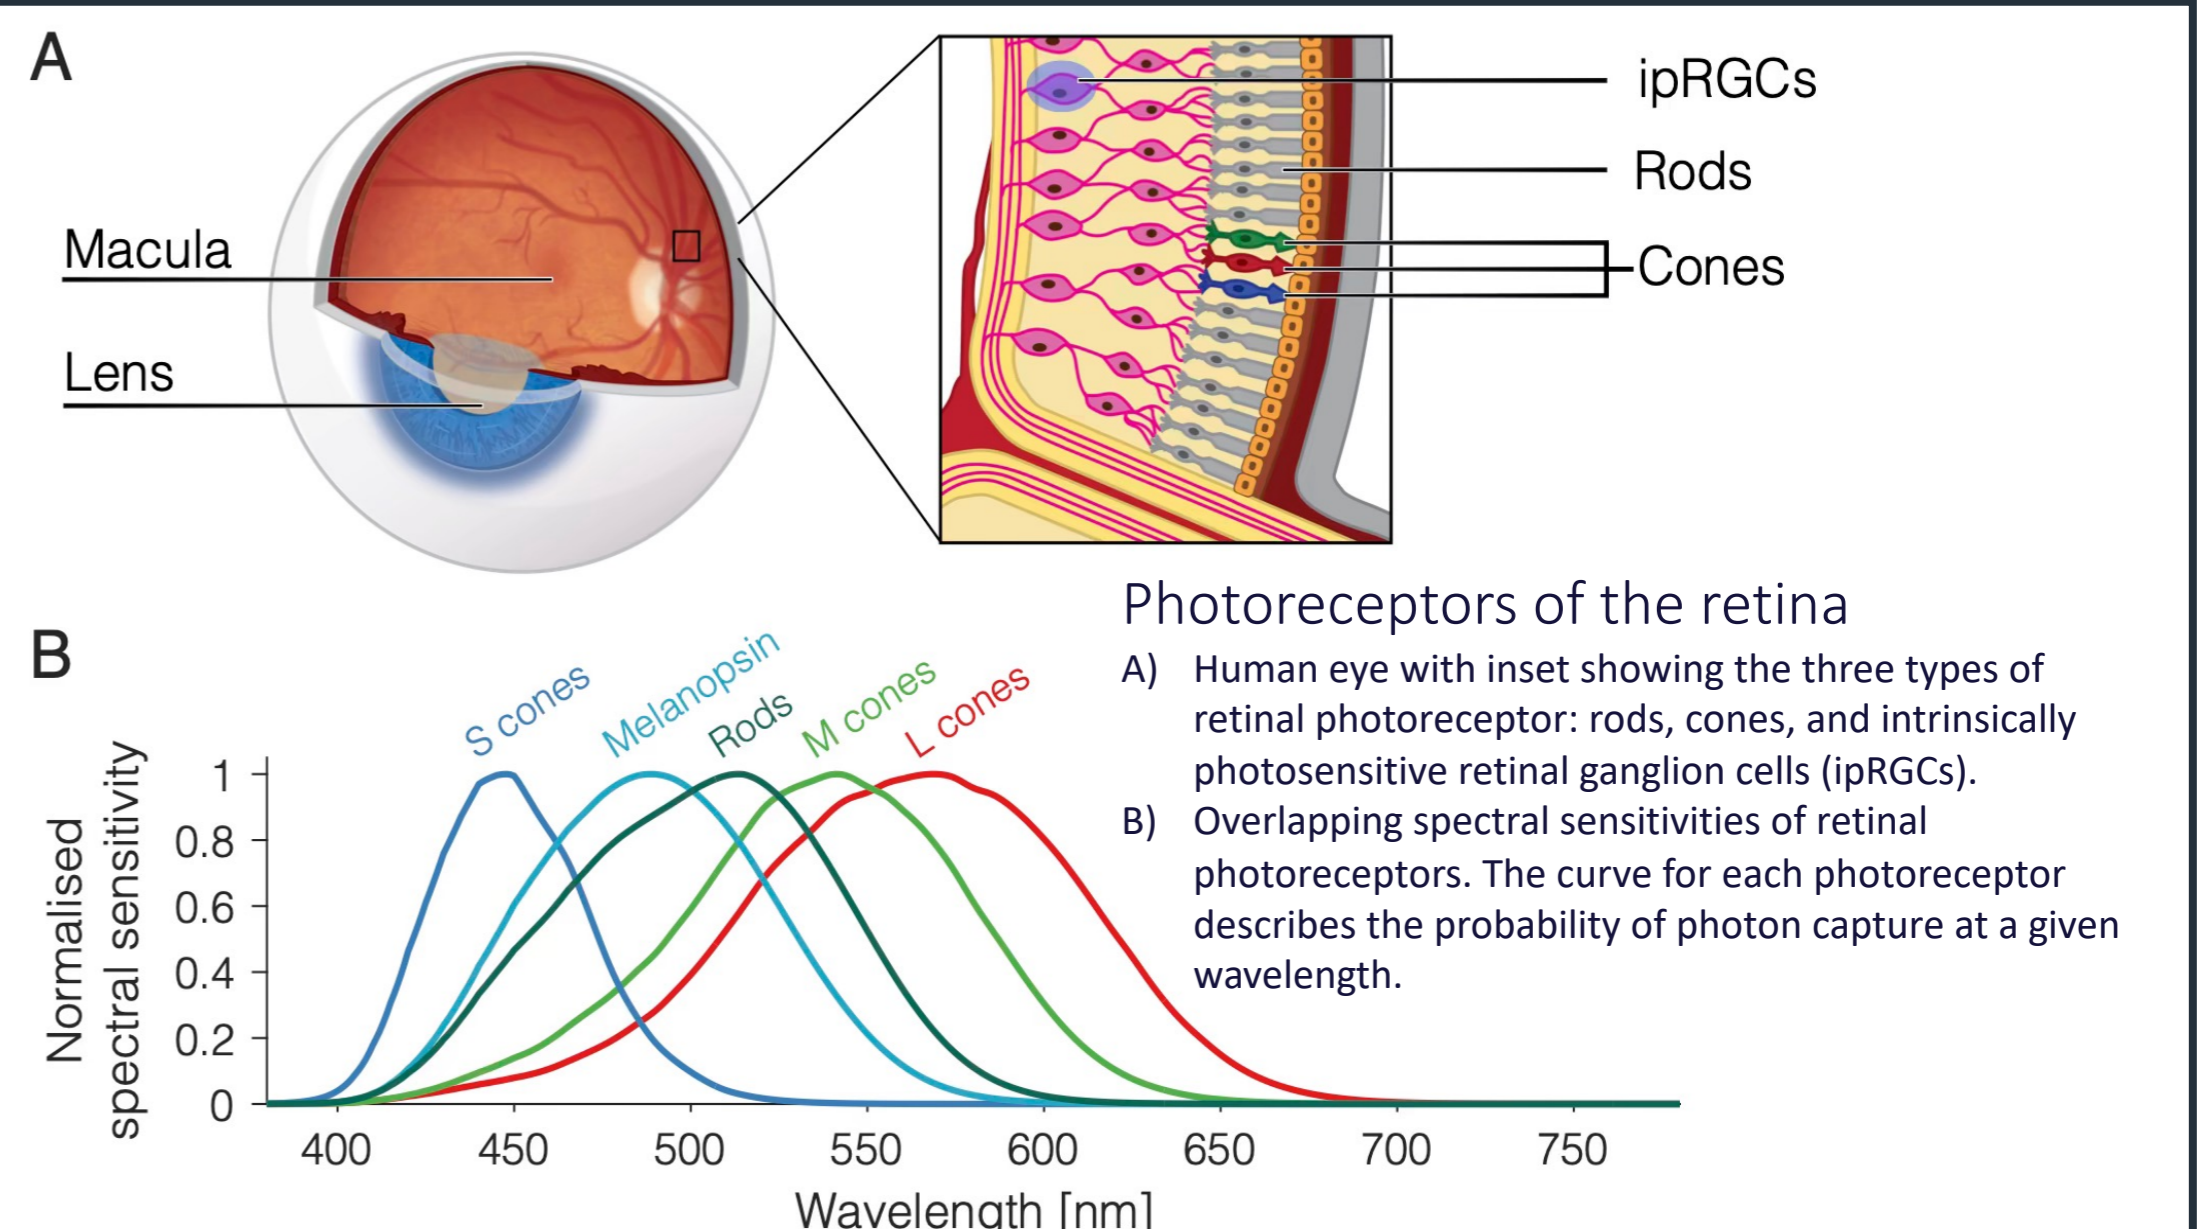 A
Macula
Lens
ipRGCs
Rods
Cones
Photoreceptors of the retina
A) Human eye with inset showing the three types of
retinal photoreceptor: rods, cones, and intrinsically
photosensitive retinal ganglion cells (ipRGCs).
B) Overlapping spectral sensitivities of retinal
photoreceptors. The curve for each photoreceptor
describes the probability of photon capture at a given
wavelength.
B
S cones
Melanopsin
Rods
M cones
L cones
Normalised
spectral sensitivity
1
0.8
0.6
0.4
0.2
0
400 450 500 550 600 650 700 750
Wavelength [nm]